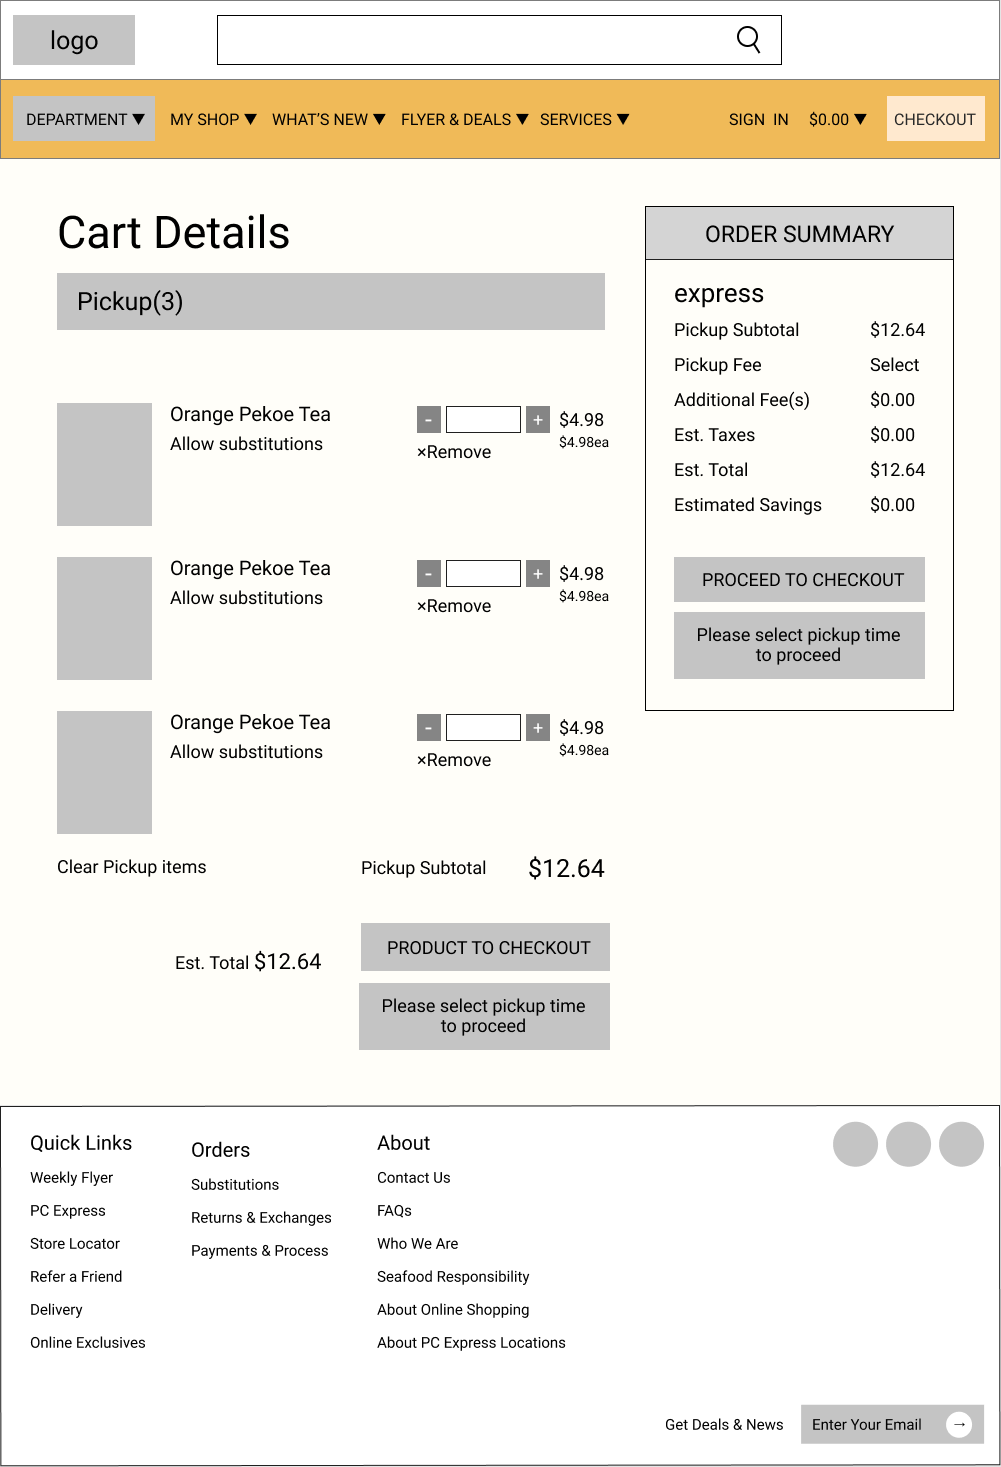 logo
DEPARTMENT ▼ MY SHOP ▼ WHAT’S NEW ▼ FLYER & DEALS ▼ SERVICES ▼ SIGN IN $0.00 ▼ CHECKOUT
Cart Details
Pickup(3)
Orange Pekoe Tea
Allow substitutions
- + $4.98
$4.98ea
×Remove
Orange Pekoe Tea
Allow substitutions
- + $4.98
$4.98ea
×Remove
Orange Pekoe Tea
Allow substitutions
- + $4.98
$4.98ea
×Remove
Clear Pickup items
Pickup Subtotal $12.64
Est. Total $12.64
PRODUCT TO CHECKOUT
Please select pickup time
to proceed
ORDER SUMMARY
express
Pickup Subtotal $12.64
Pickup Fee Select
Additional Fee(s) $0.00
Est. Taxes $0.00
Est. Total $12.64
Estimated Savings $0.00
PROCEED TO CHECKOUT
Please select pickup time
to proceed
Quick Links
Weekly Flyer
PC Express
Store Locator
Refer a Friend
Delivery
Online Exclusives
Orders
Substitutions
Returns & Exchanges
Payments & Process
About
Contact Us
FAQs
Who We Are
Seafood Responsibility
About Online Shopping
About PC Express Locations
Get Deals & News
Enter Your Email →